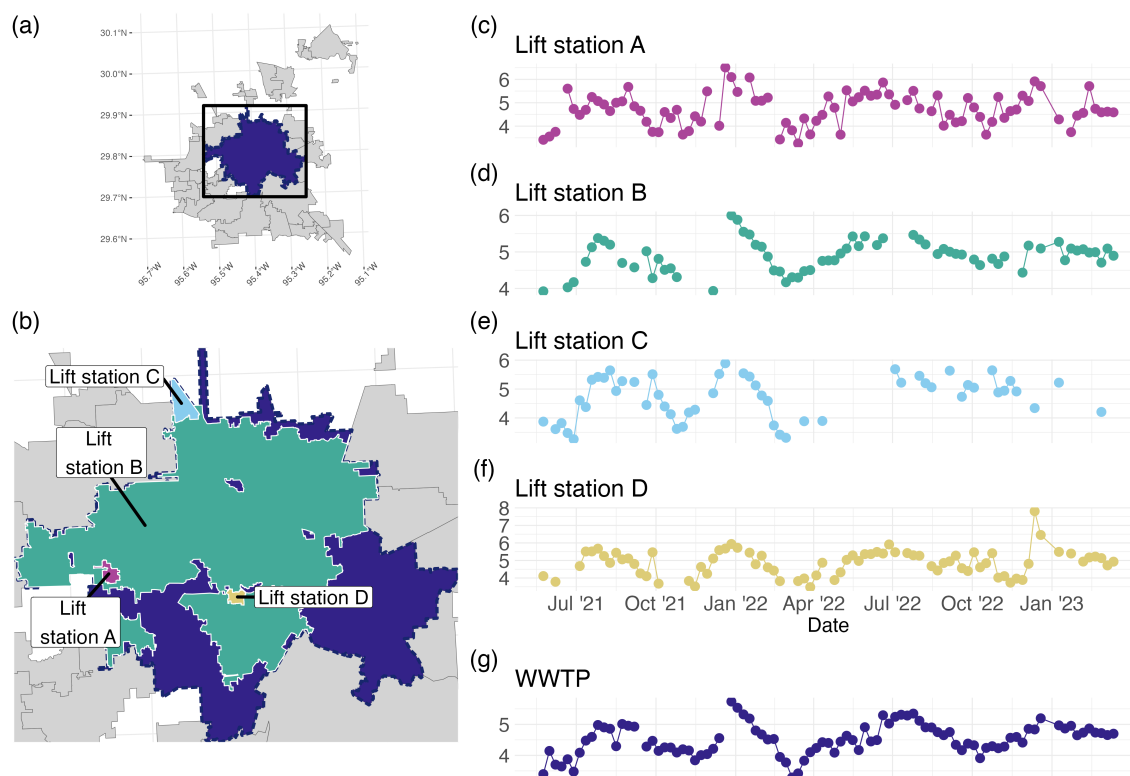 (a)
30.1°N
30.0°N
29.9°N
29.8°N
29.7°N
29.6°N
95.7°W 95.6°W 95.5°W 95.4°W 95.3°W 95.2°W 95.1°W
(b)
Lift station C
Lift
station B
Lift station D
Lift
station A
(c)
Lift station A
6
5
4
(d)
Lift station B
6
5
4
(e)
Lift station C
6
5
4
(f)
Lift station D
8
7
6
5
4
Jul '21 Oct '21 Jan '22 Apr '22 Jul '22 Oct '22 Jan '23
Date
(g)
WWTP
5
4